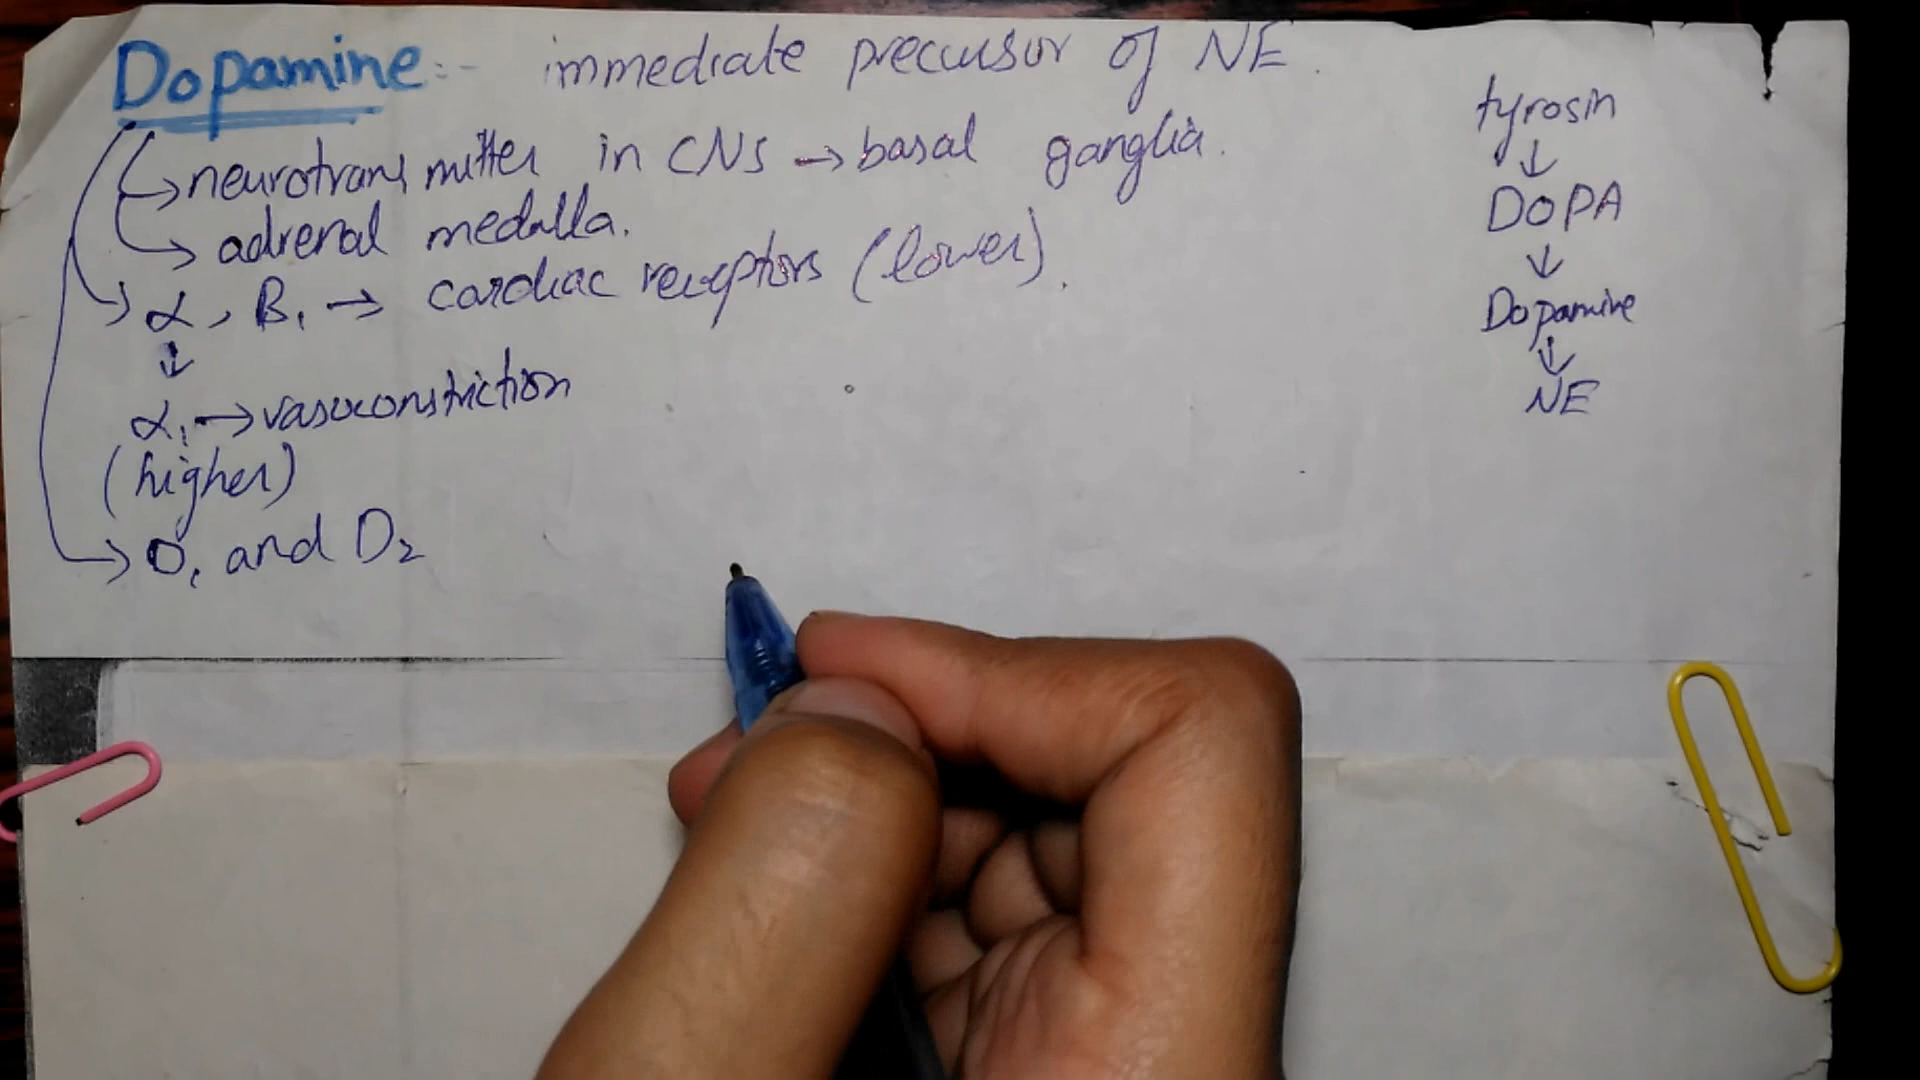 Dopamine:- immediate precursor of NE.
→ neurotransmitter in CNS → basal ganglia.
→ adrenal medulla.
→ α, B₁ → cardiac receptors (lower).
↓
α₁ → vasoconstriction
(higher)
→ D₁ and D₂
tyrosin
↓
DOPA
↓
Dopamine
↓
NE